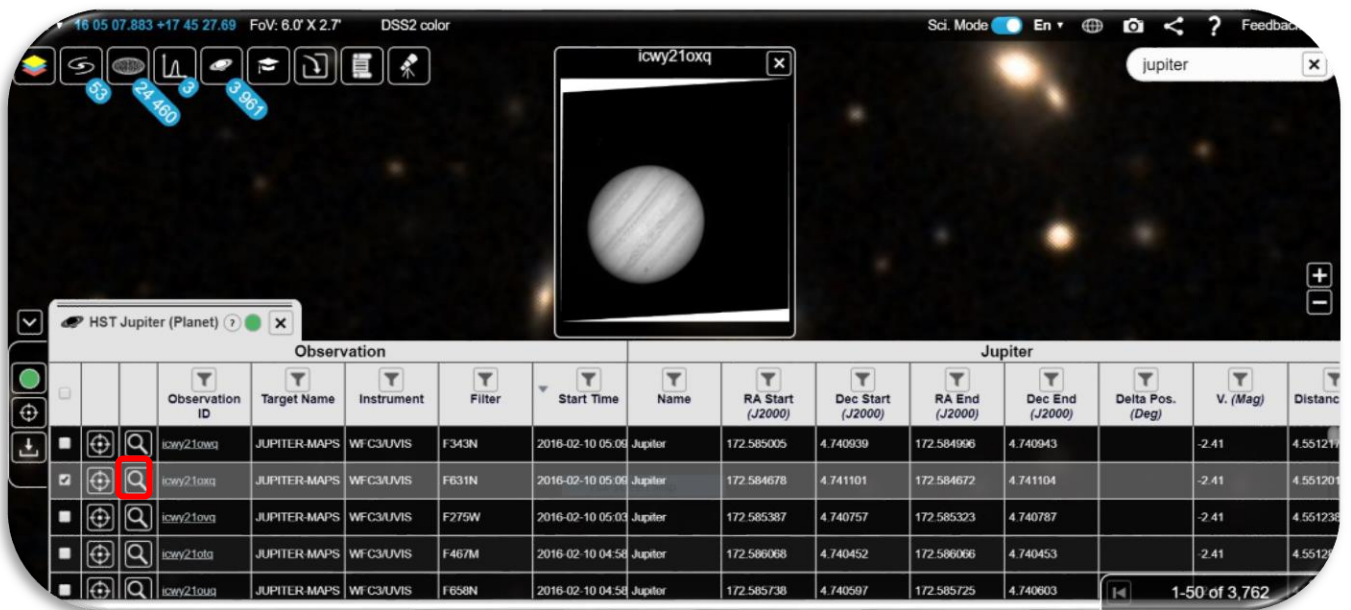 16 05 07.883 +17 45 27.69 FoV: 6.0' X 2.7' DSS2 color Sci. Mode En ? Feedbac
53 24 460 3 3 961
icwy21oxq
jupiter
HST Jupiter (Planet) ?
Observation Jupiter
Observation ID Target Name Instrument Filter Start Time Name RA Start (J2000) Dec Start (J2000) RA End (J2000) Dec End (J2000) Delta Pos. (Deg) V. (Mag) Distanc
icwy21owq JUPITER-MAPS WFC3/UVIS F343N 2016-02-10 05:09 Jupiter 172.585005 4.740939 172.584996 4.740943 -2.41 4.551217
icwy21oxq JUPITER-MAPS WFC3/UVIS F631N 2016-02-10 05:09 Jupiter 172.584678 4.741101 172.584672 4.741104 -2.41 4.551201
icwy21ovq JUPITER-MAPS WFC3/UVIS F275W 2016-02-10 05:03 Jupiter 172.585387 4.740757 172.585323 4.740787 -2.41 4.551238
icwy21otq JUPITER-MAPS WFC3/UVIS F467M 2016-02-10 04:58 Jupiter 172.586068 4.740452 172.586066 4.740453 -2.41
icwy21ouq JUPITER-MAPS WFC3/UVIS F658N 2016-02-10 04:58 Jupiter 172.585738 4.740597 172.585725 4.740603
1-50 of 3,762